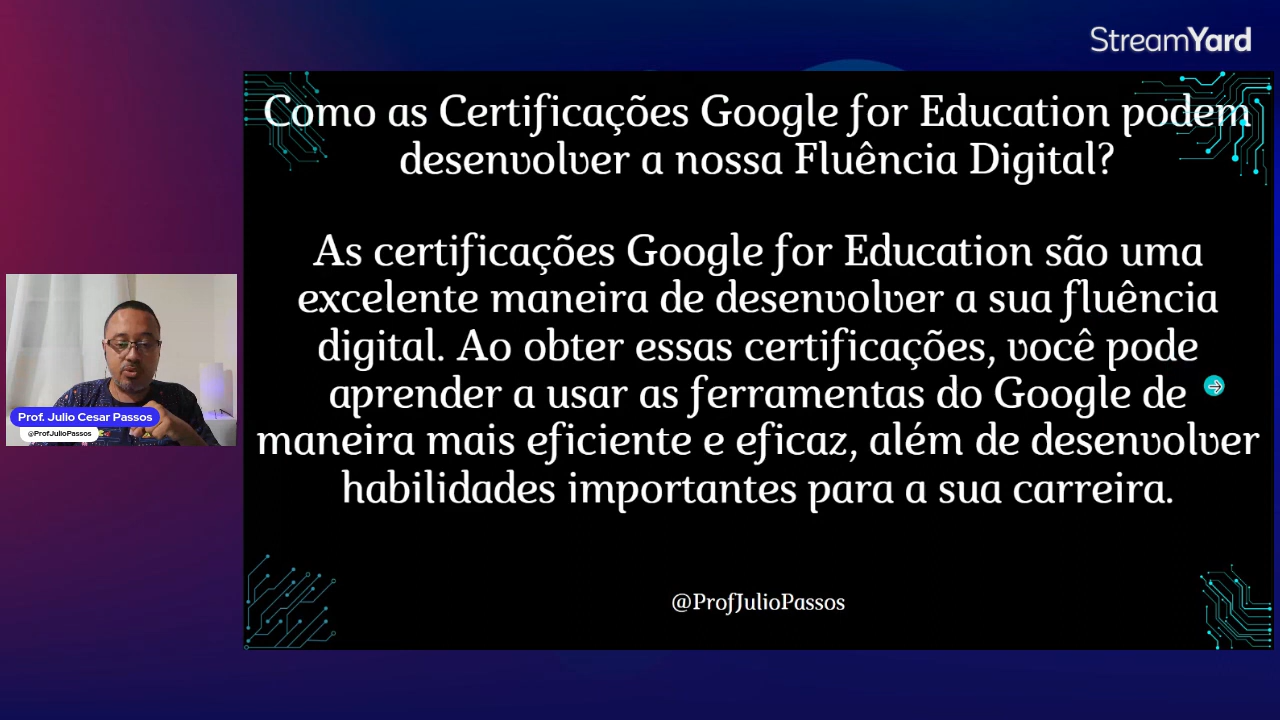 StreamYard
Como as Certificações Google for Education podem
desenvolver a nossa Fluência Digital?
As certificações Google for Education são uma
excelente maneira de desenvolver a sua fluência
digital. Ao obter essas certificações, você pode
aprender a usar as ferramentas do Google de
maneira mais eficiente e eficaz, além de desenvolver
habilidades importantes para a sua carreira.
@ProfJulioPassos
Prof. Julio Cesar Passos
@ProfJulioPassos